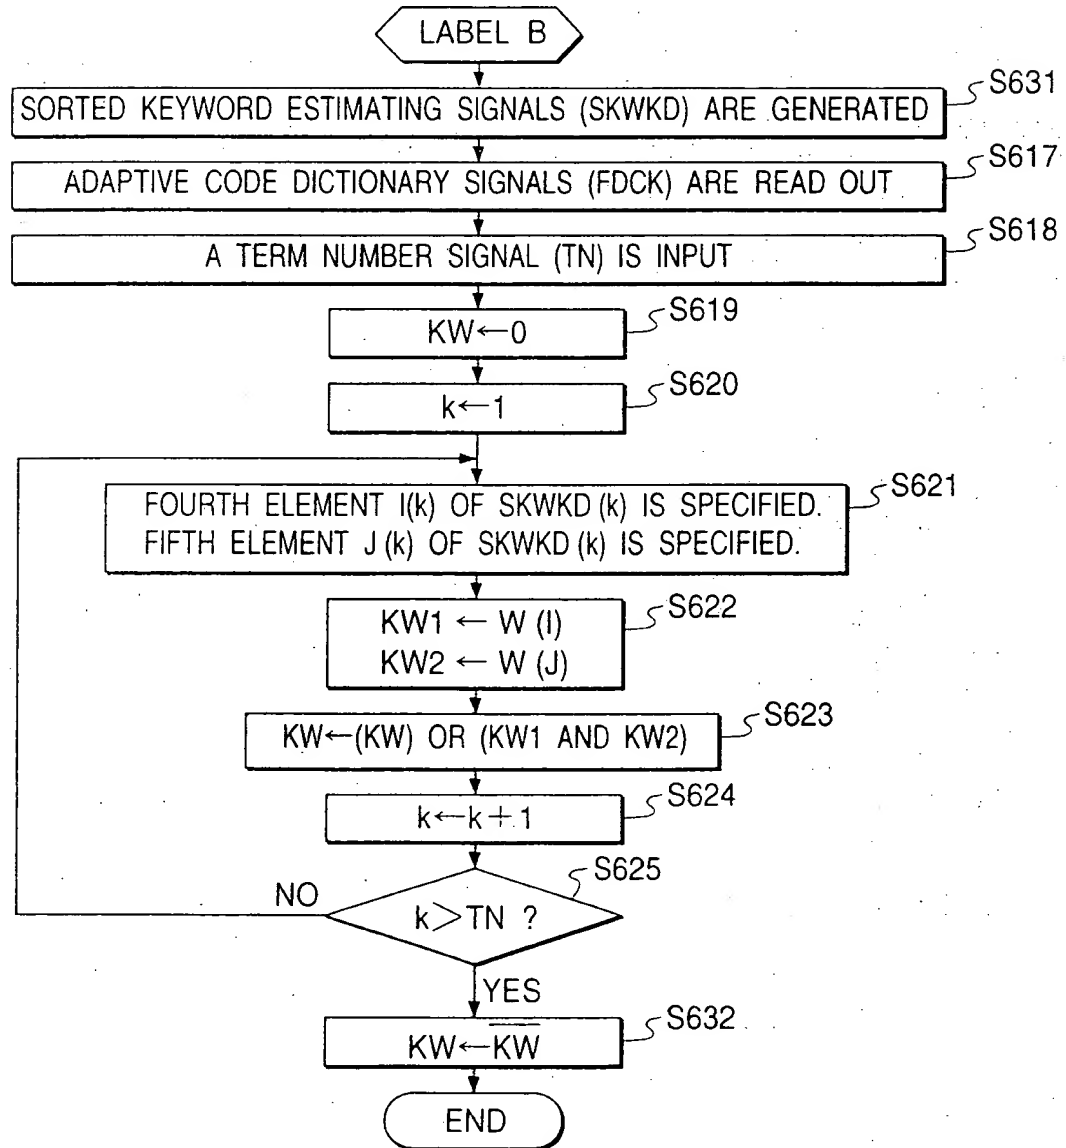 LABEL B
S631
SORTED KEYWORD ESTIMATING SIGNALS (SKWKD) ARE GENERATED
S617
ADAPTIVE CODE DICTIONARY SIGNALS (FDCK) ARE READ OUT
S618
A TERM NUMBER SIGNAL (TN) IS INPUT
S619
KW←0
S620
k←1
S621
FOURTH ELEMENT I(k) OF SKWKD (k) IS SPECIFIED.
FIFTH ELEMENT J (k) OF SKWKD (k) IS SPECIFIED.
S622
KW1 ← W (I)
KW2 ← W (J)
S623
KW←(KW) OR (KW1 AND KW2)
S624
k←k+1
S625
NO
k>TN ?
YES
S632
KW←K̅W̅
END